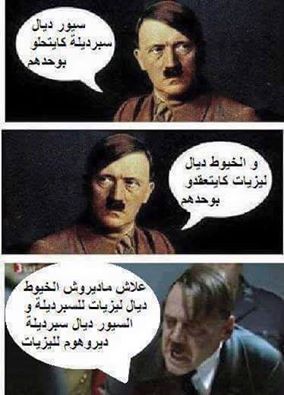 سيور ديال
سبرديلة كايتحلو
بوحدهم
و الخيوط ديال
ليزيات كايتعقدو
بوحدهم
علاش ماديروش الخيوط
ديال ليزيات للسبرديلة و
السيور ديال سبرديلة
ديروهوم لليزيات